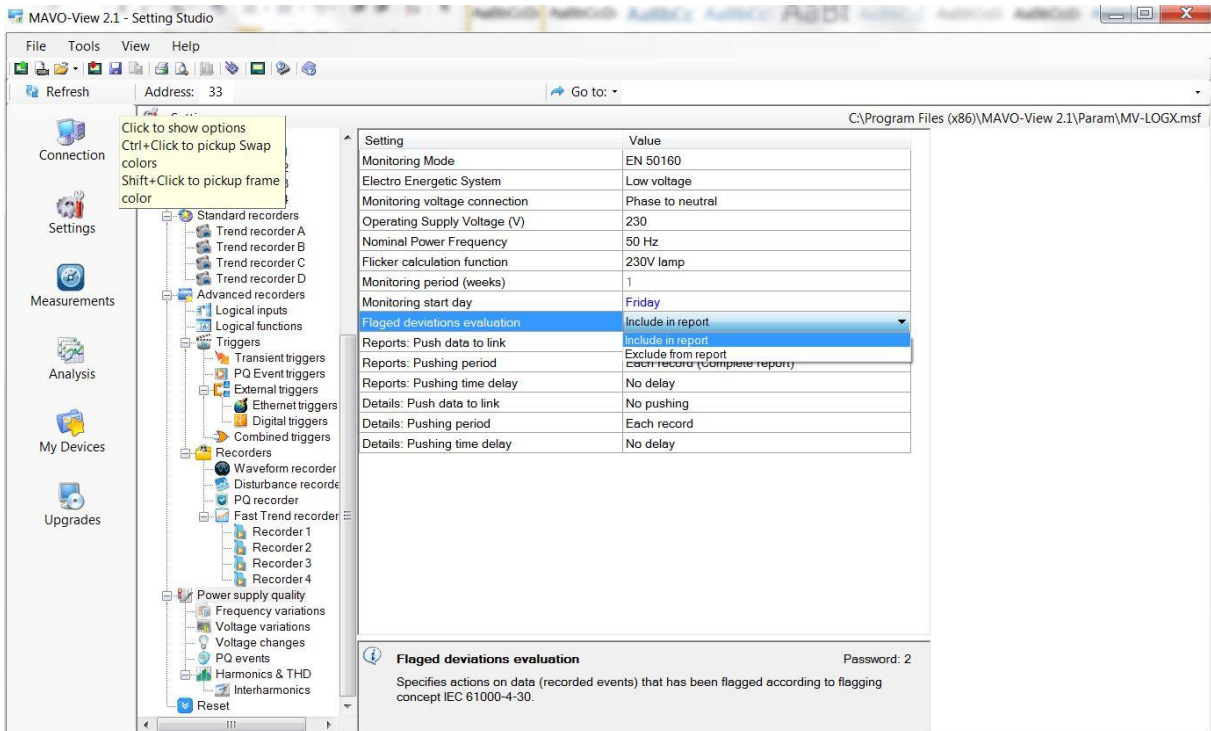 MAVO-View 2.1 - Setting Studio
File Tools View Help
Refresh Address: 33 Go to:
C:\Program Files (x86)\MAVO-View 2.1\Param\MV-LOGX.msf
Click to show options
Ctrl+Click to pickup Swap
colors
Shift+Click to pickup frame
color
Connection
Settings
Measurements
Analysis
My Devices
Upgrades
Standard recorders
Trend recorder A
Trend recorder B
Trend recorder C
Trend recorder D
Advanced recorders
Logical inputs
Logical functions
Triggers
Transient triggers
PQ Event triggers
External triggers
Ethernet triggers
Digital triggers
Combined triggers
Recorders
Waveform recorder
Disturbance recorde
PQ recorder
Fast Trend recorder
Recorder 1
Recorder 2
Recorder 3
Recorder 4
Power supply quality
Frequency variations
Voltage variations
Voltage changes
PQ events
Harmonics & THD
Interharmonics
Reset
Setting Value
Monitoring Mode EN 50160
Electro Energetic System Low voltage
Monitoring voltage connection Phase to neutral
Operating Supply Voltage (V) 230
Nominal Power Frequency 50 Hz
Flicker calculation function 230V lamp
Monitoring period (weeks) 1
Monitoring start day Friday
Flaged deviations evaluation Include in report
Reports: Push data to link Include in report
Exclude from report
Reports: Pushing period Each record (Complete report)
Reports: Pushing time delay No delay
Details: Push data to link No pushing
Details: Pushing period Each record
Details: Pushing time delay No delay
Flaged deviations evaluation Password: 2
Specifies actions on data (recorded events) that has been flagged according to flagging
concept IEC 61000-4-30.